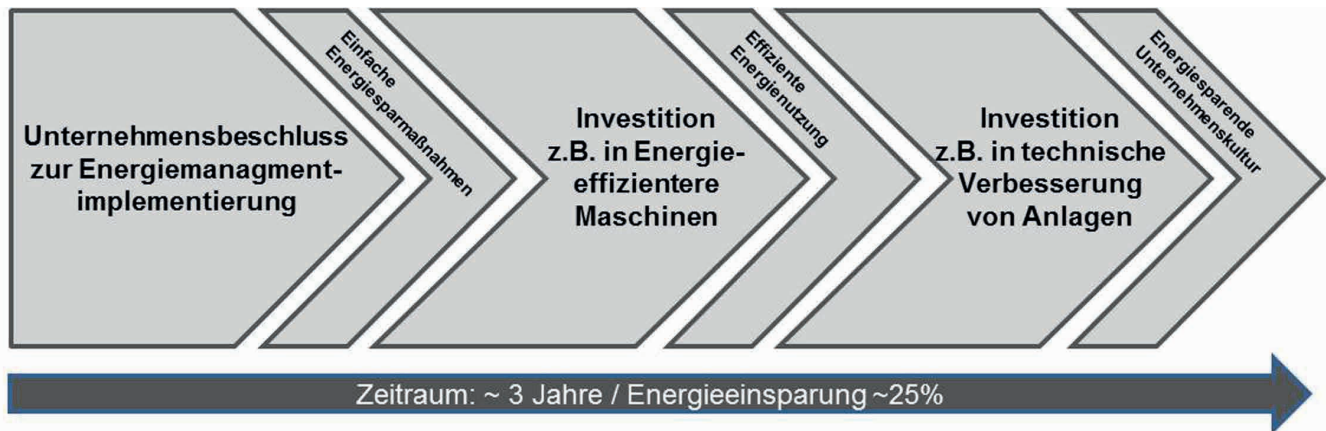 Unternehmensbeschluss
zur Energiemanagment-
implementierung
Einfache
Energiesparmaßnahmen
Investition
z.B. in Energie-
effizientere
Maschinen
Effiziente
Energienutzung
Investition
z.B. in technische
Verbesserung
von Anlagen
Energiesparende
Unternehmenskultur
Zeitraum: ~ 3 Jahre / Energieeinsparung ~25%